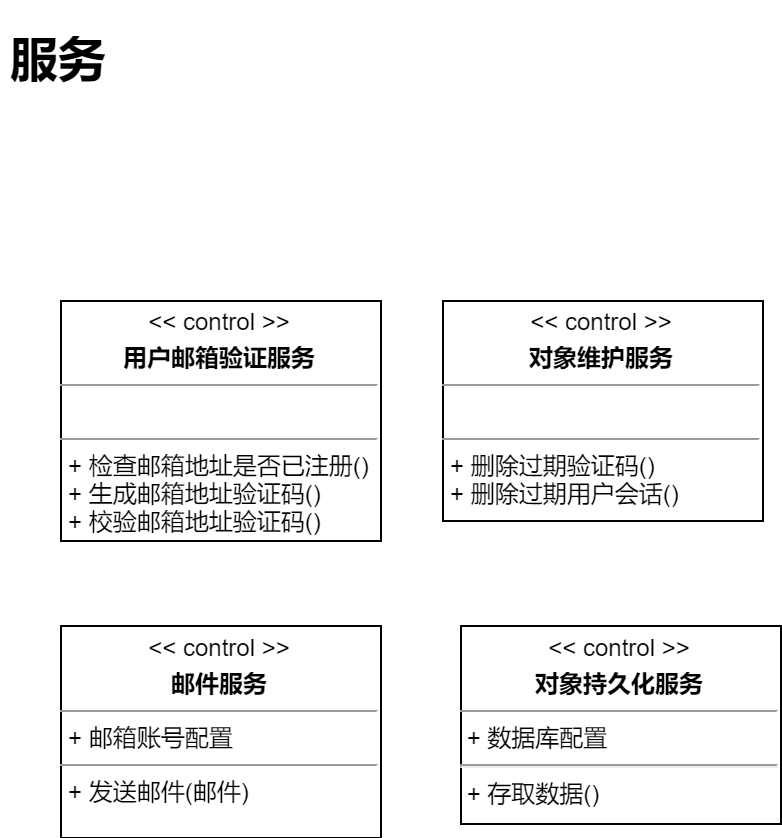 服务
<< control >>
用户邮箱验证服务
+ 检查邮箱地址是否已注册()
+ 生成邮箱地址验证码()
+ 校验邮箱地址验证码()
<< control >>
对象维护服务
+ 删除过期验证码()
+ 删除过期用户会话()
<< control >>
邮件服务
+ 邮箱账号配置
+ 发送邮件(邮件)
<< control >>
对象持久化服务
+ 数据库配置
+ 存取数据()